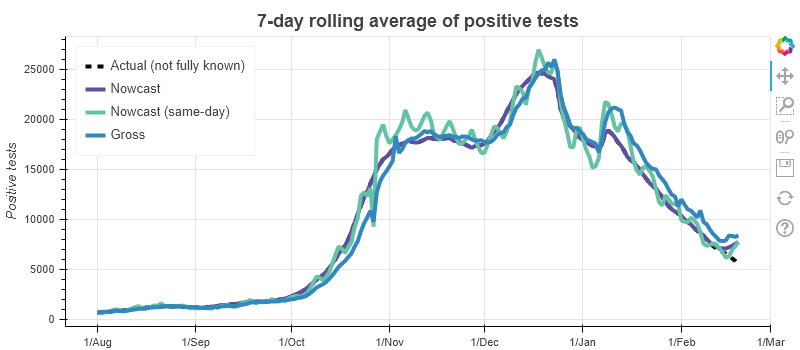 7-day rolling average of positive tests
Actual (not fully known)
Nowcast
Nowcast (same-day)
Gross
Positive tests
25000
20000
15000
10000
5000
0
1/Aug
1/Sep
1/Oct
1/Nov
1/Dec
1/Jan
1/Feb
1/Mar